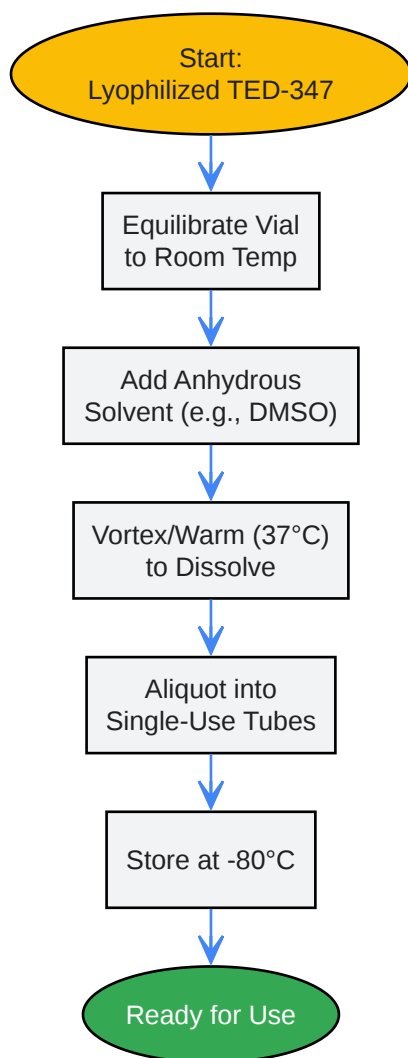 Start:
Lyophilized TED-347
Equilibrate Vial
to Room Temp
Add Anhydrous
Solvent (e.g., DMSO)
Vortex/Warm (37°C)
to Dissolve
Aliquot into
Single-Use Tubes
Store at -80°C
Ready for Use